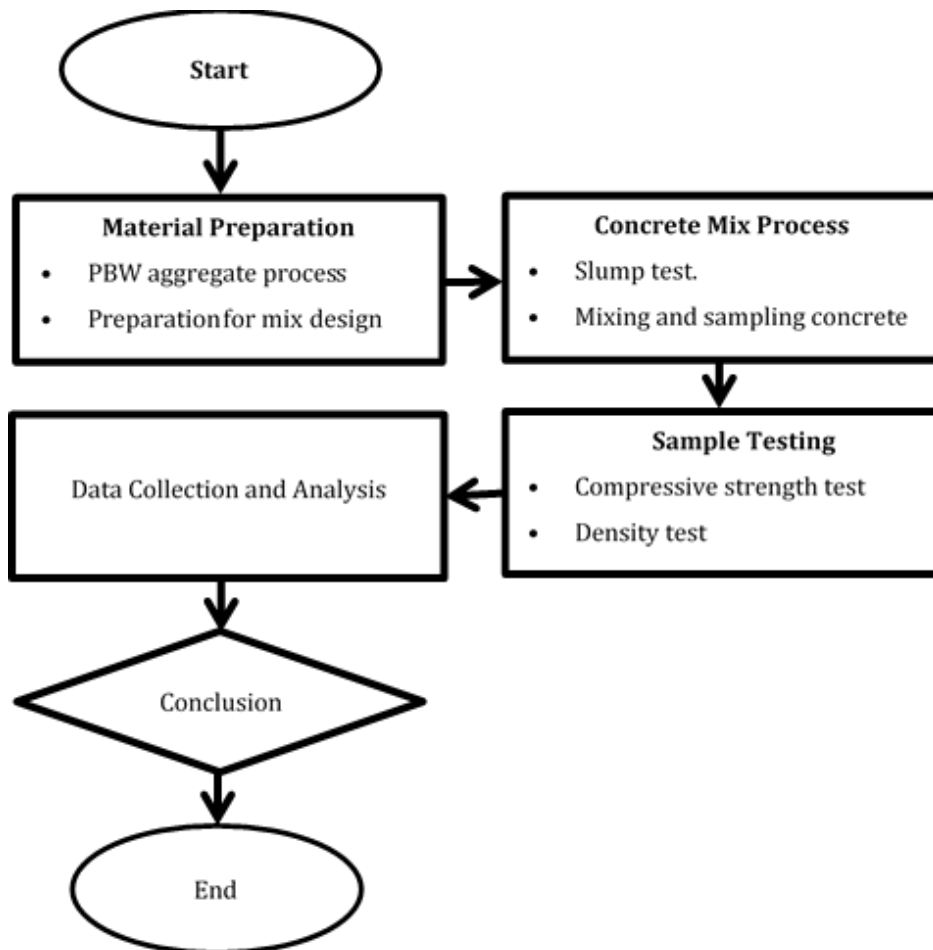 Start
Material Preparation
• PBW aggregate process
• Preparation for mix design
Concrete Mix Process
• Slump test.
• Mixing and sampling concrete
Sample Testing
• Compressive strength test
• Density test
Data Collection and Analysis
Conclusion
End